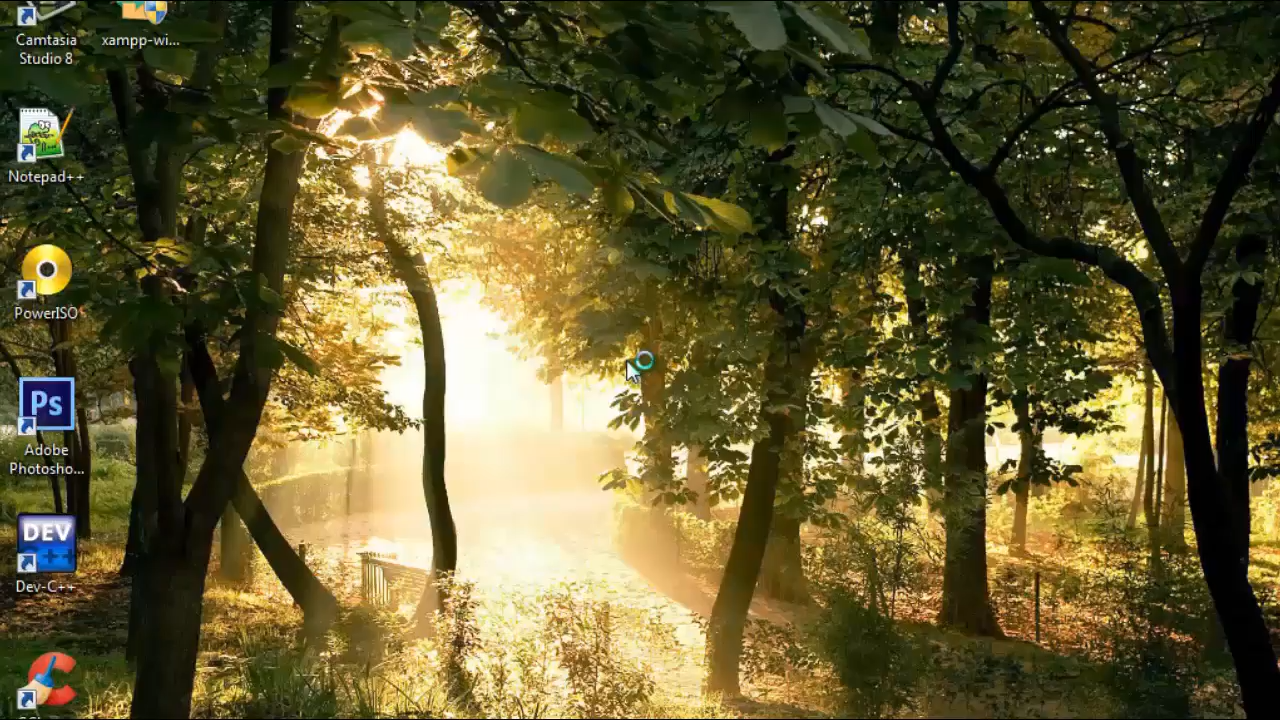 Camtasia
Studio 8
xampp-wi...
Notepad++
PowerISO
Ps
Adobe
Photosho...
DEV
C++
Dev-C++